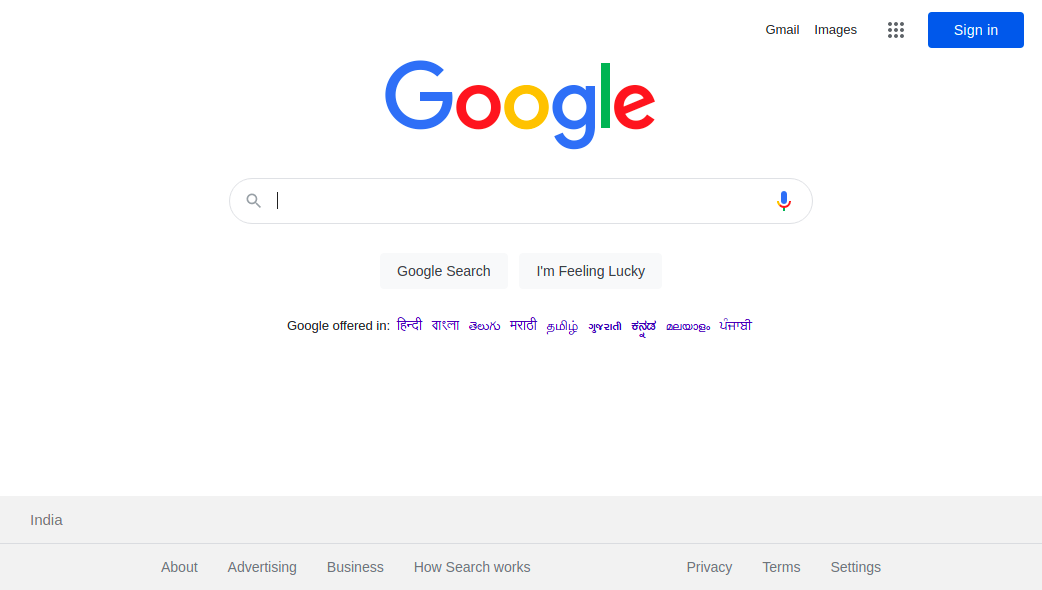 Gmail Images Sign in
Google
Google Search I'm Feeling Lucky
Google offered in: हिन्दी বাংলা తెలుగు मराठी தமிழ் ગુજરાતી ಕನ್ನಡ മലയാളം ਪੰਜਾਬੀ
India
About Advertising Business How Search works Privacy Terms Settings